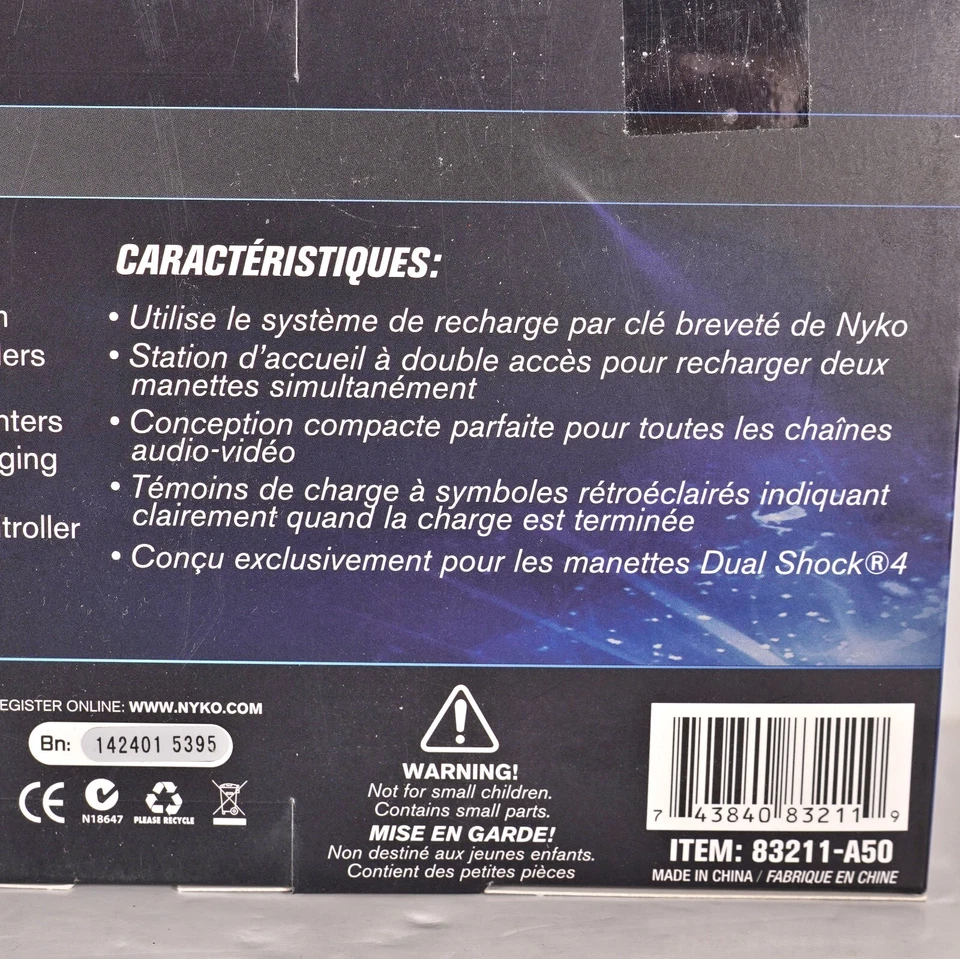 CARACTÉRISTIQUES:
• Utilise le système de recharge par clé breveté de Nyko
• Station d'accueil à double accès pour recharger deux
manettes simultanément
• Conception compacte parfaite pour toutes les chaînes
audio-vidéo
• Témoins de charge à symboles rétroéclairés indiquant
clairement quand la charge est terminée
• Conçu exclusivement pour les manettes Dual Shock®4
ONLINE: WWW.NYKO.COM
Bn: 142401 5395
CE
N18647
PLEASE RECYCLE
WARNING!
Not for small children.
Contains small parts.
MISE EN GARDE!
Non destiné aux jeunes enfants.
Contient des petites pièces
7 43840 83211 9
ITEM: 83211-A50
MADE IN CHINA / FABRIQUE EN CHINE